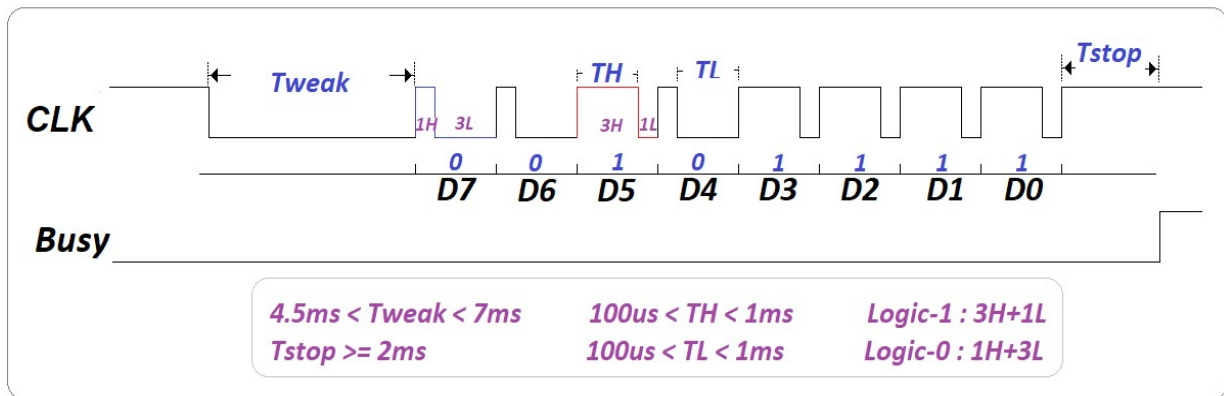 Tweak TH TL Tstop
CLK 1H 3L 3H 1L
0 0 1 0 1 1 1 1
D7 D6 D5 D4 D3 D2 D1 D0
Busy
4.5ms < Tweak < 7ms 100us < TH < 1ms Logic-1 : 3H+1L
Tstop >= 2ms 100us < TL < 1ms Logic-0 : 1H+3L